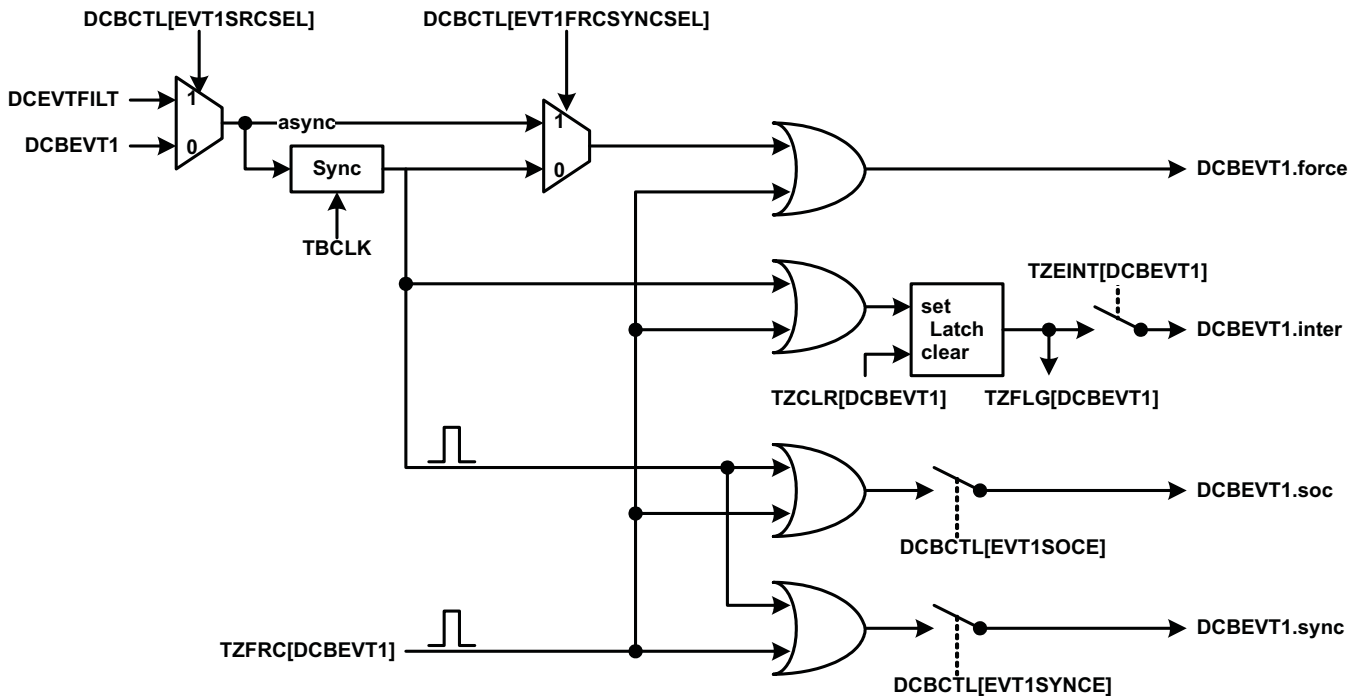 DCBCTL[EVT1SRCSEL]
DCBCTL[EVT1FRCSYNCSEL]
DCEVTFILT
1
DCBEVT1
0
async
1
0
Sync
TBCLK
DCBEVT1.force
TZEINT[DCBEVT1]
set
Latch
clear
DCBEVT1.inter
TZCLR[DCBEVT1]
TZFLG[DCBEVT1]
DCBEVT1.soc
DCBCTL[EVT1SOCE]
DCBEVT1.sync
TZFRC[DCBEVT1]
DCBCTL[EVT1SYNCE]